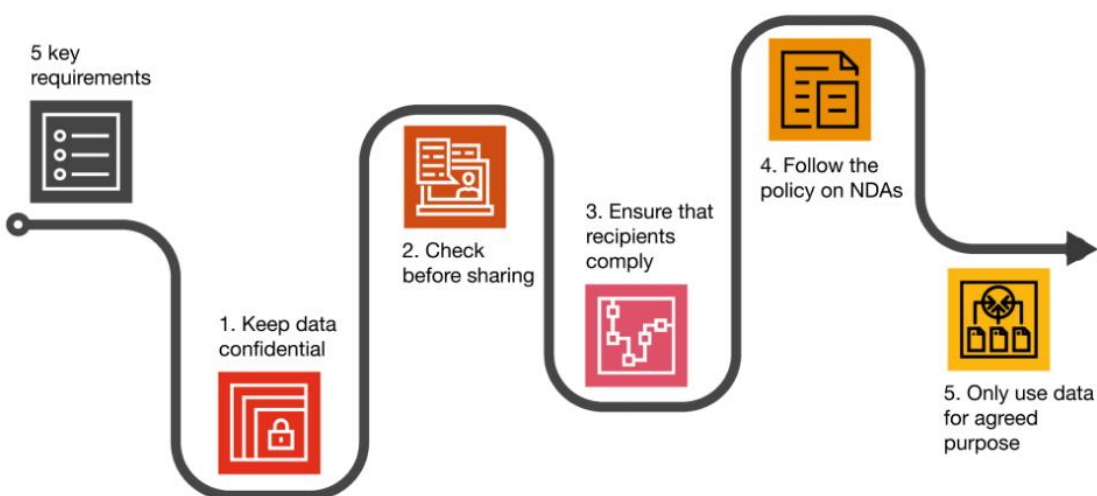 5 key
requirements
1. Keep data
confidential
2. Check
before sharing
3. Ensure that
recipients
comply
4. Follow the
policy on NDAs
5. Only use data
for agreed
purpose